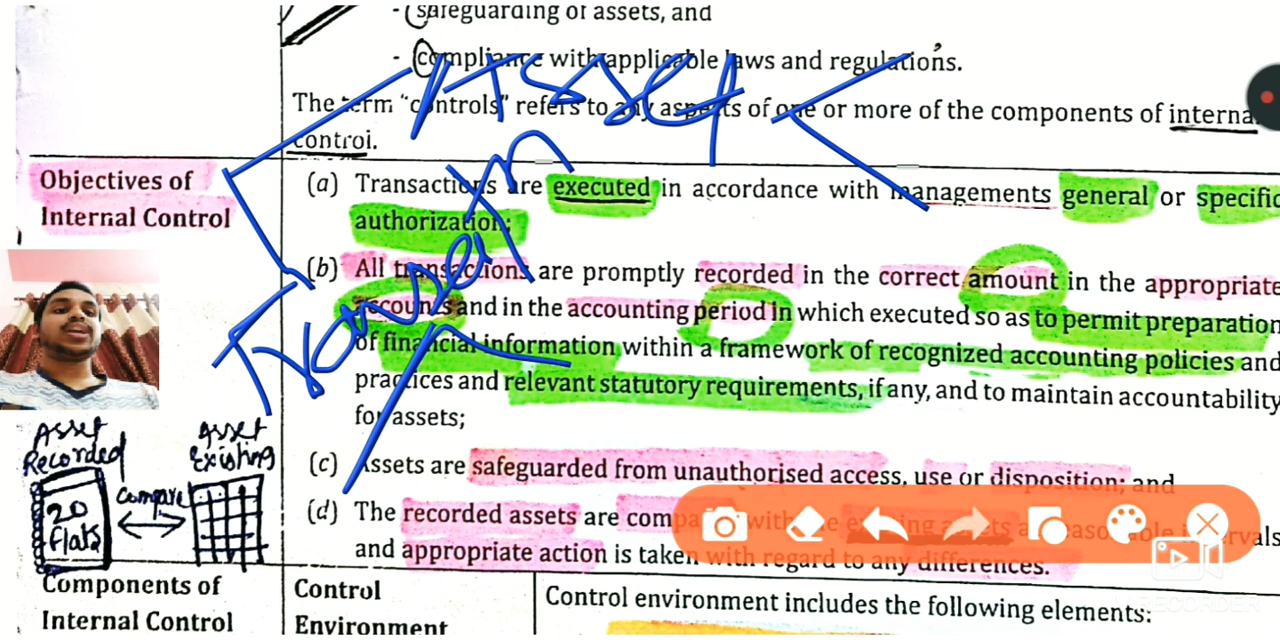 - safeguarding of assets, and
- compliance with applicable laws and regulations.
The term "controls" refers to any aspects of one or more of the components of interna
control.
Asset
Objectives of
Internal Control
(a) Transactions are executed in accordance with managements general or specific
authorization;
(b) All transactions are promptly recorded in the correct amount in the appropriate
accounts and in the accounting period in which executed so as to permit preparation
of financial information within a framework of recognized accounting policies and
practices and relevant statutory requirements, if any, and to maintain accountability
for assets;
(c) Assets are safeguarded from unauthorised access, use or disposition; and
(d) The recorded assets are compa with
and appropriate action is taken with regard to any differences.
Asset
Recorded
Asset
Existing
20
flats
Compare
Components of
Internal Control
Control
Environment
Control environment includes the following elements:
RECORDER